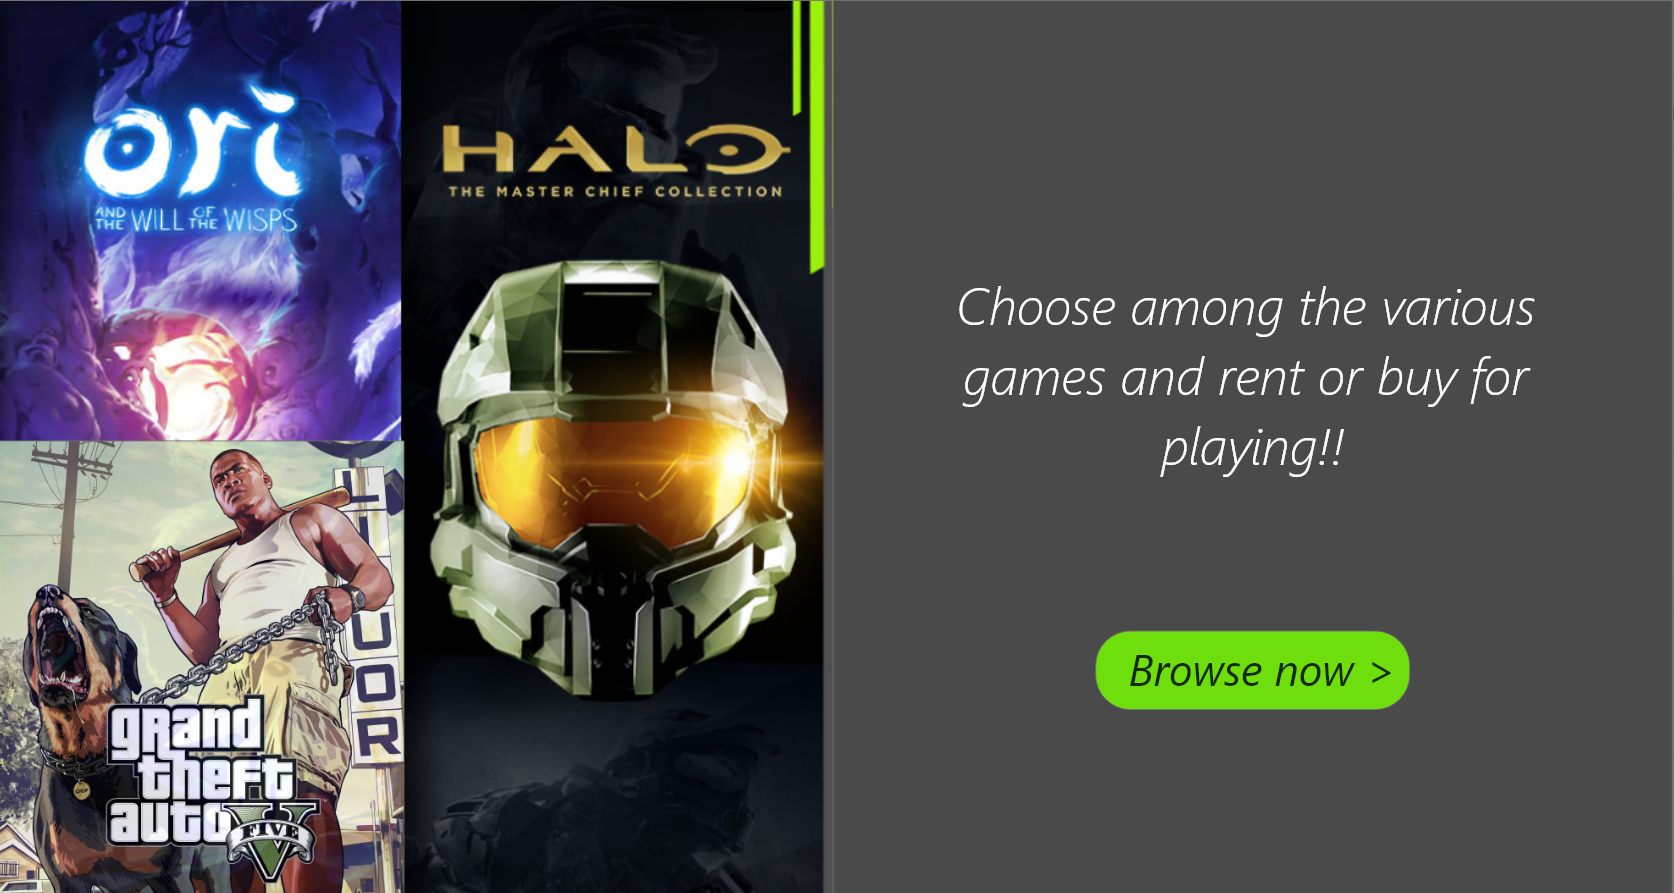 ori
AND THE WILL OF THE WISPS
HALO
THE MASTER CHIEF COLLECTION
LIQUOR
grand
theft
auto
V
FIVE
CHOP
Choose among the various
games and rent or buy for
playing!!
Browse now >